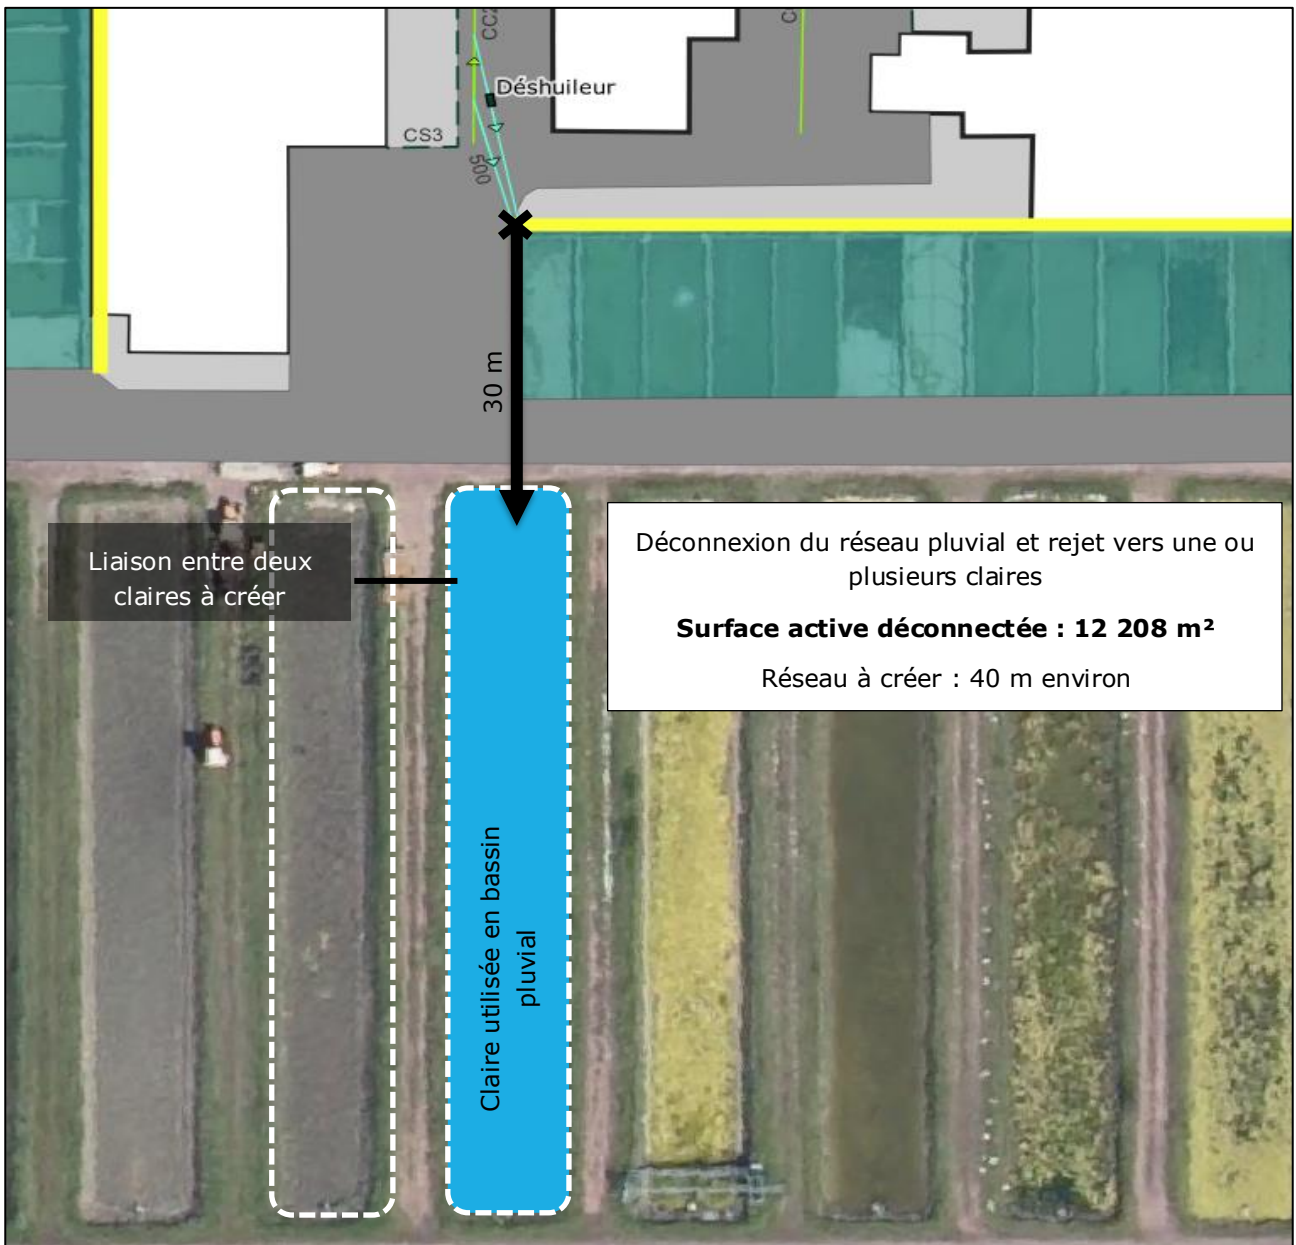 Déshuileur
CS3
500
30 m
Liaison entre deux
claires à créer
Déconnexion du réseau pluvial et rejet vers une ou
plusieurs claires
Surface active déconnectée : 12 208 m²
Réseau à créer : 40 m environ
Claire utilisée en bassin
pluvial